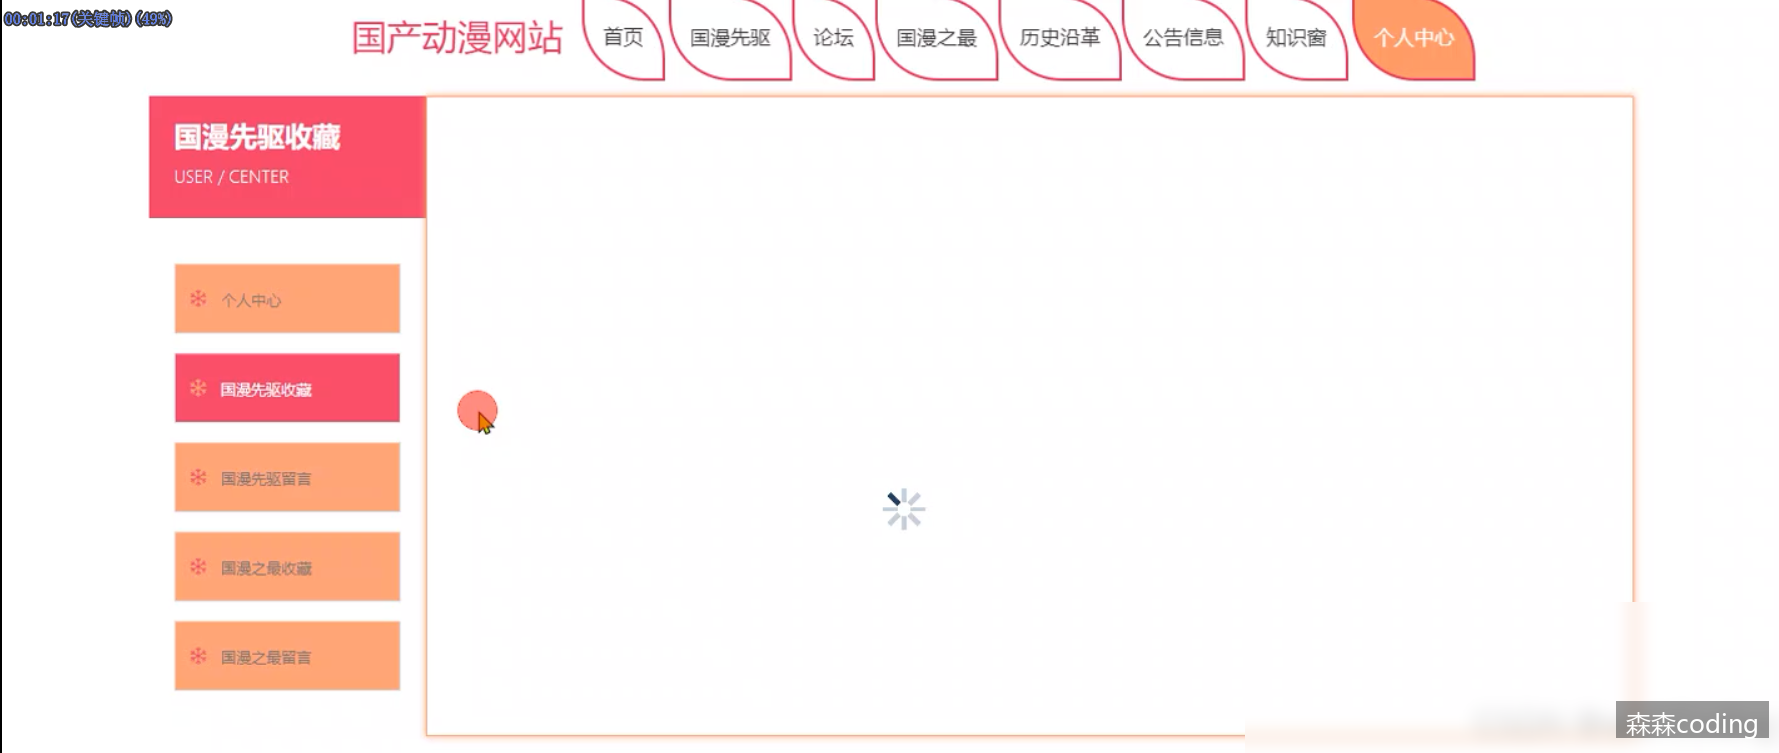 00:01:17(关键帧)(49%)
国产动漫网站
首页
国漫先驱
论坛
国漫之最
历史沿革
公告信息
知识窗
个人中心
国漫先驱收藏
USER / CENTER
个人中心
国漫先驱收藏
国漫先驱留言
国漫之最收藏
国漫之最留言
森森coding